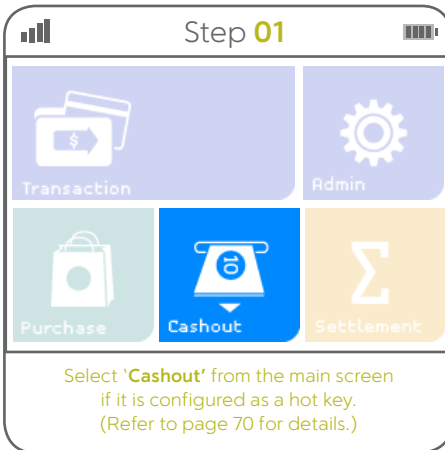 Step 01
$
Transaction
Admin
10
Purchase
Cashout
Σ
Settlement
Select ‘Cashout’ from the main screen
if it is configured as a hot key.
(Refer to page 70 for details.)